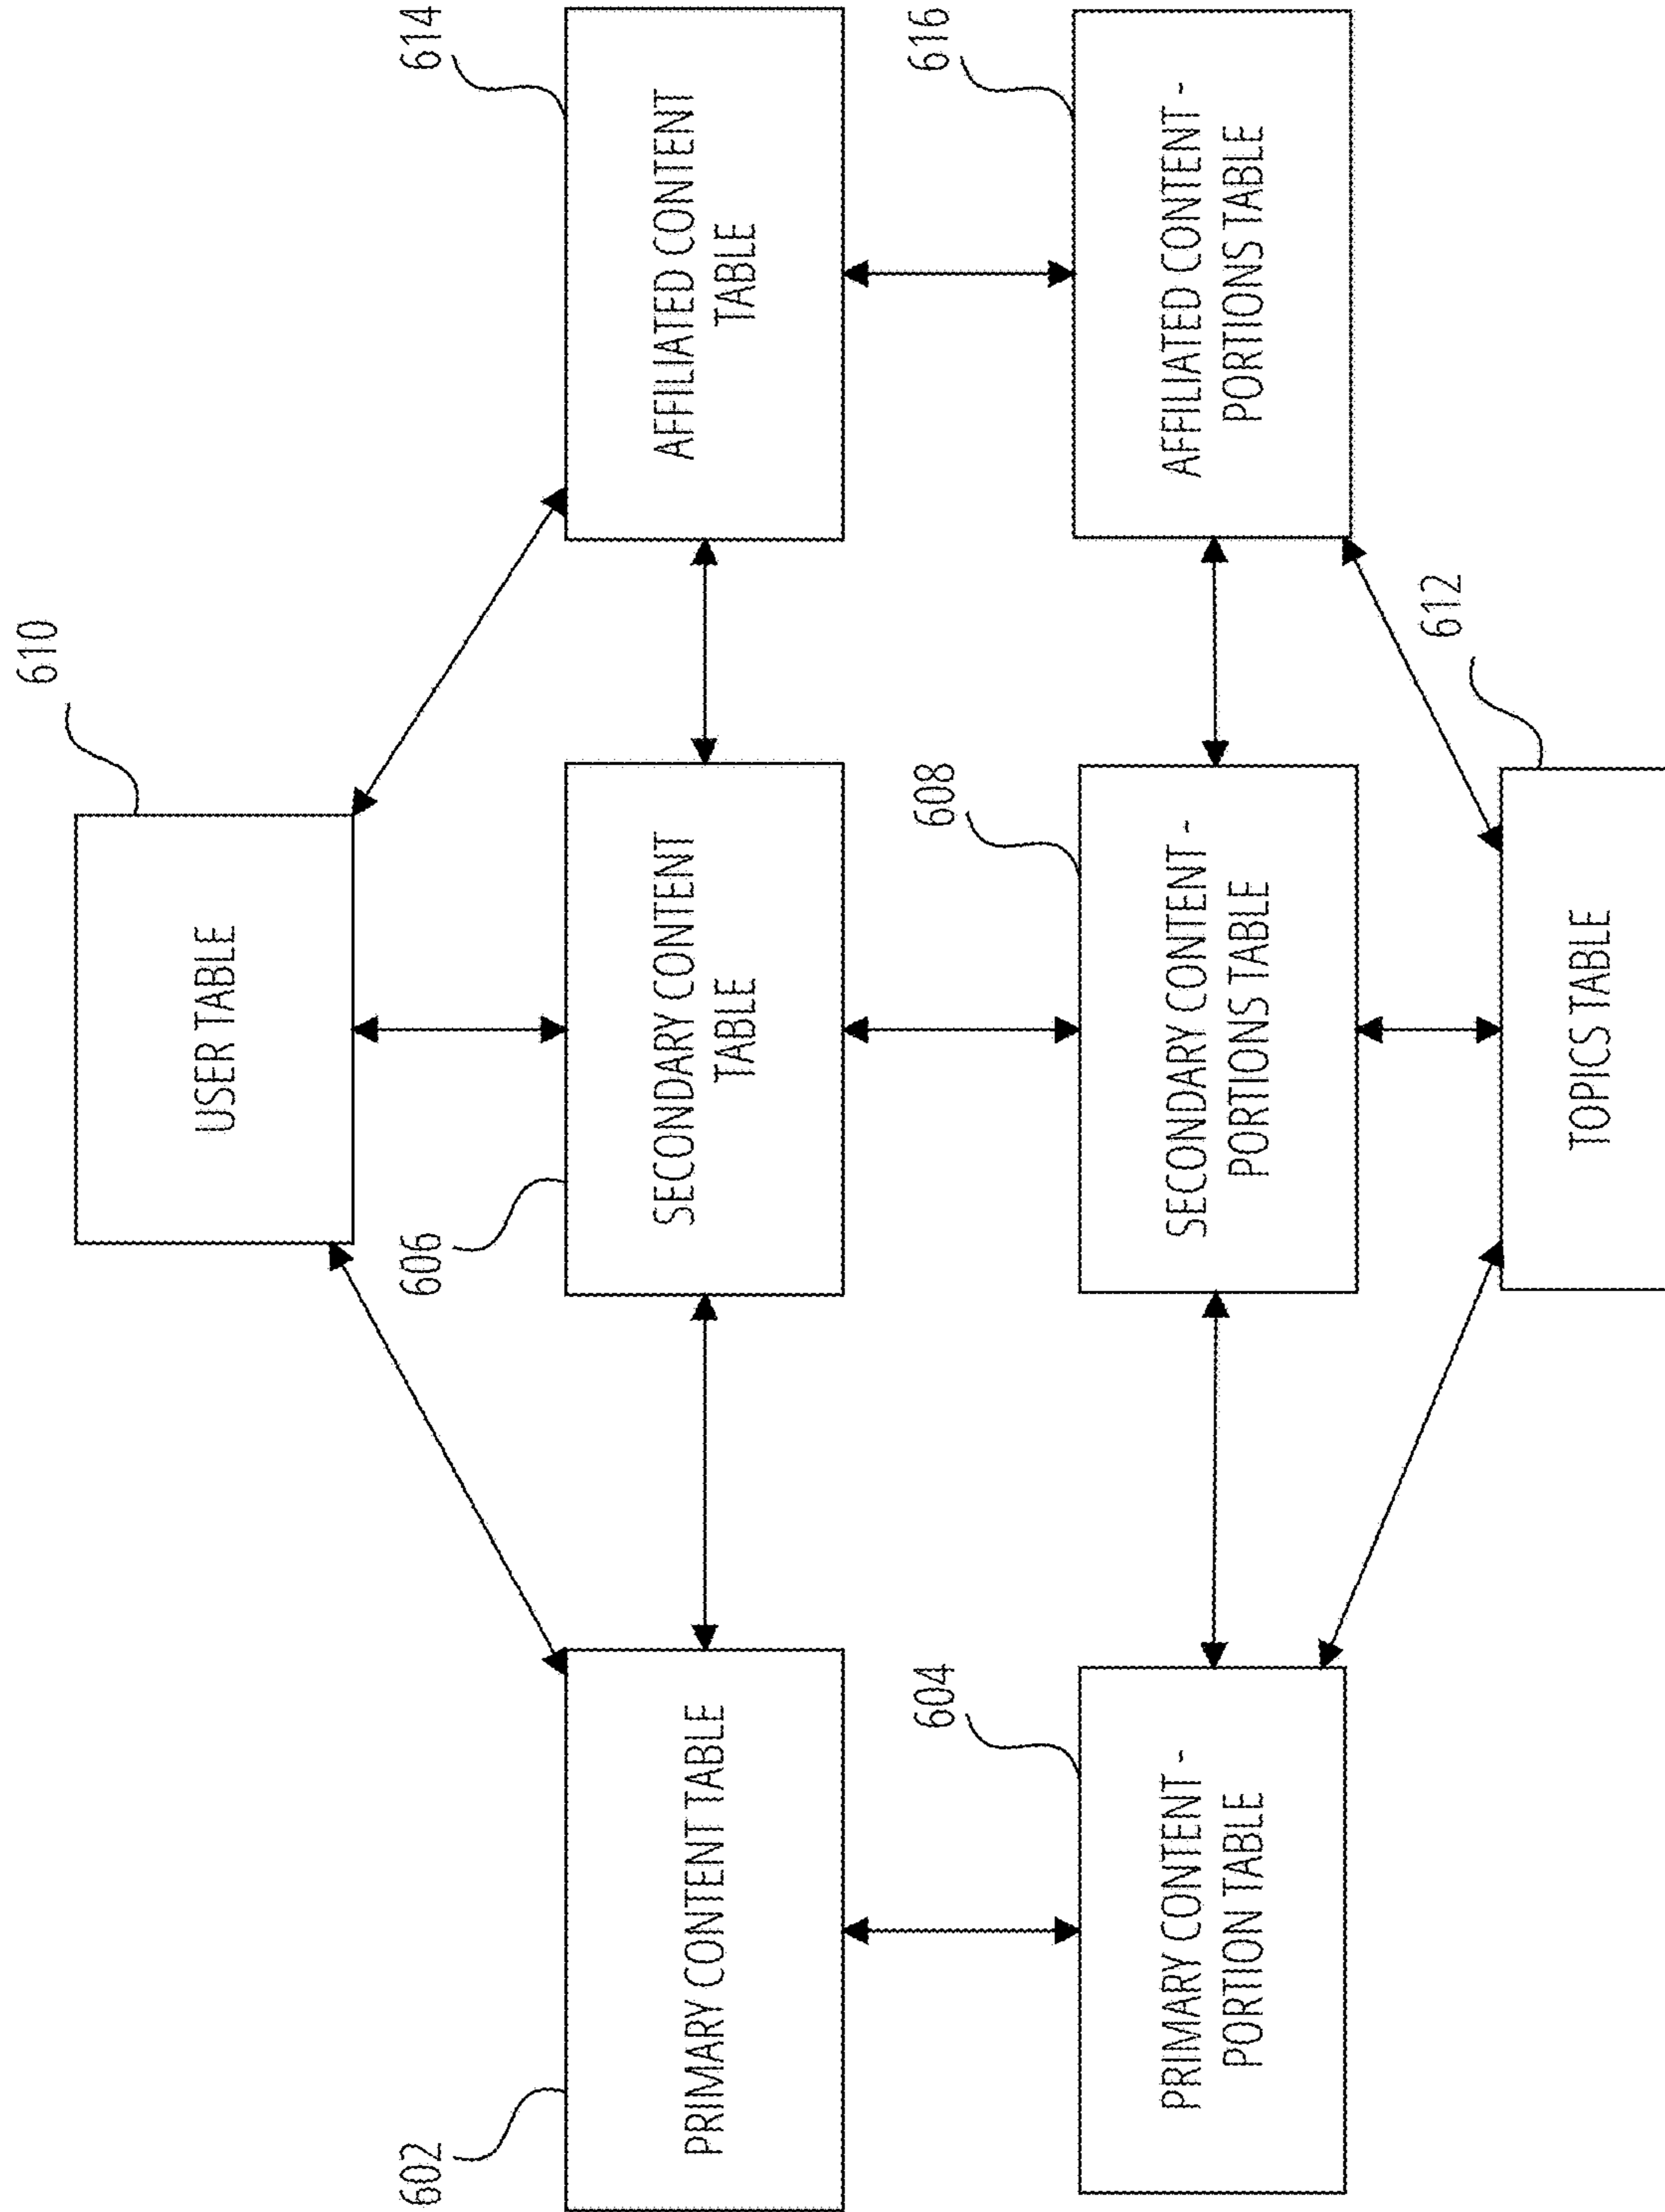 610
USER TABLE
602
PRIMARY CONTENT TABLE
606
SECONDARY CONTENT
TABLE
614
AFFILIATED CONTENT
TABLE
604
PRIMARY CONTENT -
PORTION TABLE
608
SECONDARY CONTENT -
PORTIONS TABLE
616
AFFILIATED CONTENT -
PORTIONS TABLE
612
TOPICS TABLE